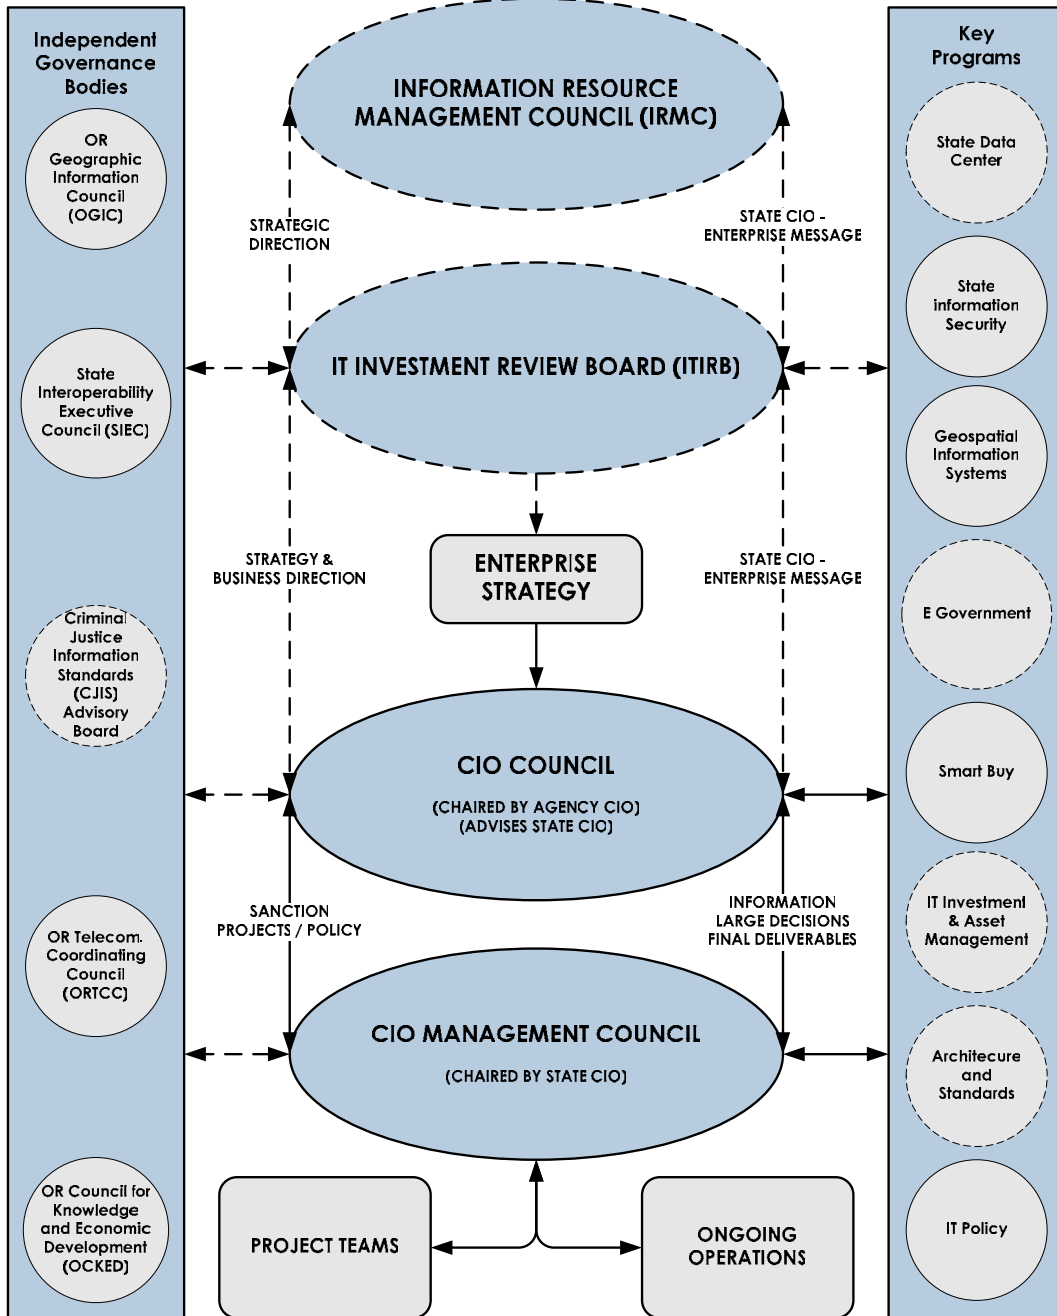 Independent
Governance
Bodies
OR
Geographic
Information
Council
(OGIC)
State
Interoperability
Executive
Council (SIEC)
Criminal
Justice
Information
Standards
(CJIS)
Advisory
Board
OR Telecom.
Coordinating
Council
(ORTCC)
OR Council for
Knowledge
and Economic
Development
(OCKED)
INFORMATION RESOURCE
MANAGEMENT COUNCIL (IRMC)
STRATEGIC
DIRECTION
STATE CIO -
ENTERPRISE MESSAGE
IT INVESTMENT REVIEW BOARD (ITIRB)
STRATEGY &
BUSINESS DIRECTION
ENTERPRISE
STRATEGY
STATE CIO -
ENTERPRISE MESSAGE
CIO COUNCIL
(CHAIRED BY AGENCY CIO)
(ADVISES STATE CIO)
SANCTION
PROJECTS / POLICY
INFORMATION
LARGE DECISIONS
FINAL DELIVERABLES
CIO MANAGEMENT COUNCIL
(CHAIRED BY STATE CIO)
PROJECT TEAMS
ONGOING
OPERATIONS
Key
Programs
State Data
Center
State
information
Security
Geospatial
Information
Systems
E Government
Smart Buy
IT Investment
& Asset
Management
Architecure
and
Standards
IT Policy